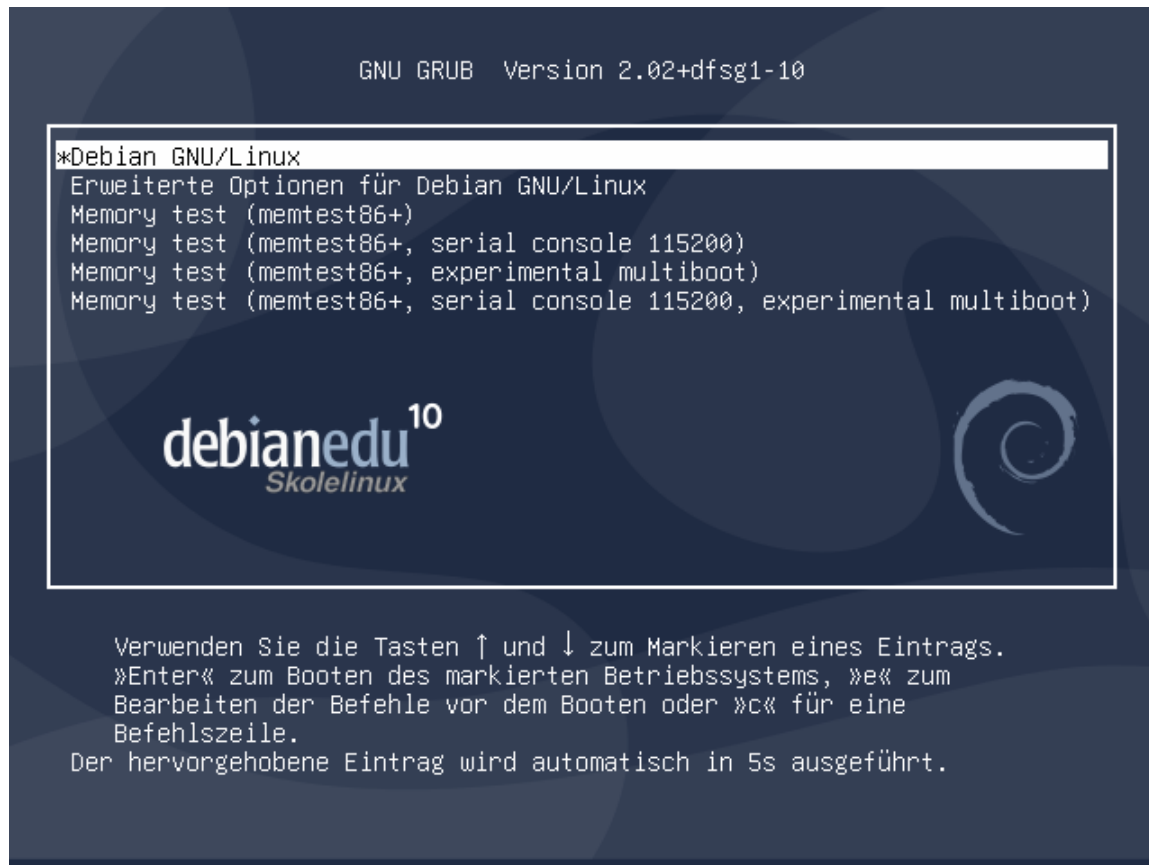 GNU GRUB  Version 2.02+dfsg1-10
*Debian GNU/Linux
Erweiterte Optionen für Debian GNU/Linux
Memory test (memtest86+)
Memory test (memtest86+, serial console 115200)
Memory test (memtest86+, experimental multiboot)
Memory test (memtest86+, serial console 115200, experimental multiboot)
debianedu10
Skolelinux
Verwenden Sie die Tasten ↑ und ↓ zum Markieren eines Eintrags.
»Enter« zum Booten des markierten Betriebssystems, »e« zum
Bearbeiten der Befehle vor dem Booten oder »c« für eine
Befehlszeile.
Der hervorgehobene Eintrag wird automatisch in 5s ausgeführt.